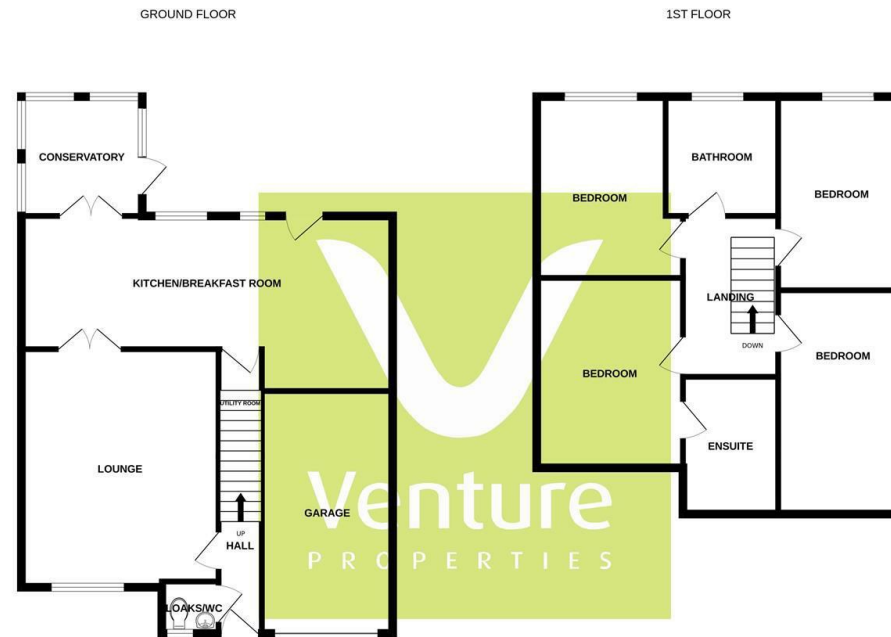 GROUND FLOOR
1ST FLOOR
CONSERVATORY
KITCHEN/BREAKFAST ROOM
UTILITY ROOM
LOUNGE
GARAGE
UP
HALL
LOAKS/WC
BATHROOM
BEDROOM
BEDROOM
LANDING
DOWN
BEDROOM
BEDROOM
ENSUITE
Venture
PROPERTIES